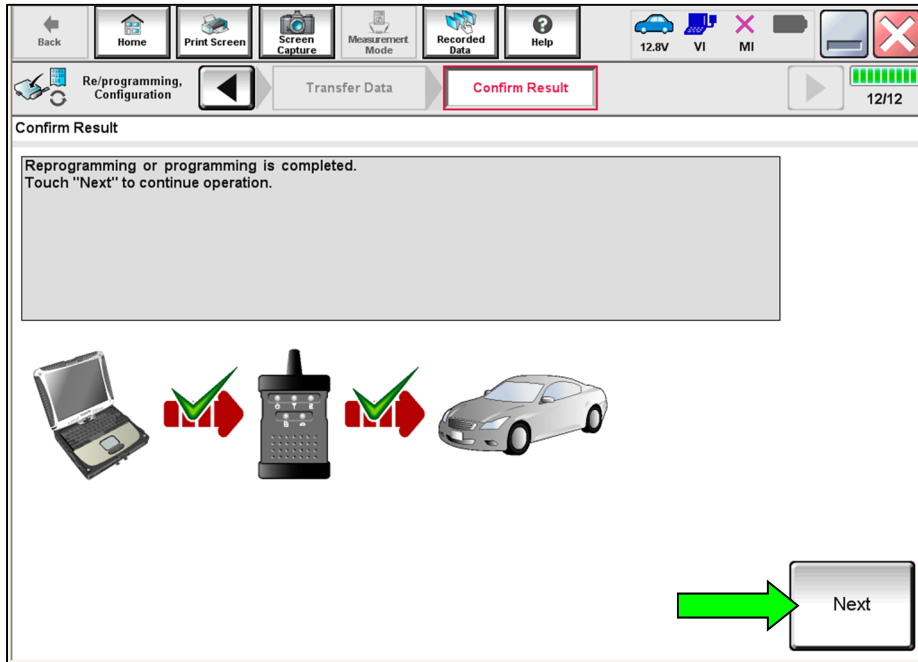 Back
Home
Print Screen
Screen
Capture
Measurement
Mode
Recorded
Data
Help
12.8V
VI
MI
Re/programming,
Configuration
Transfer Data
Confirm Result
12/12
Confirm Result
Reprogramming or programming is completed.
Touch "Next" to continue operation.
Next